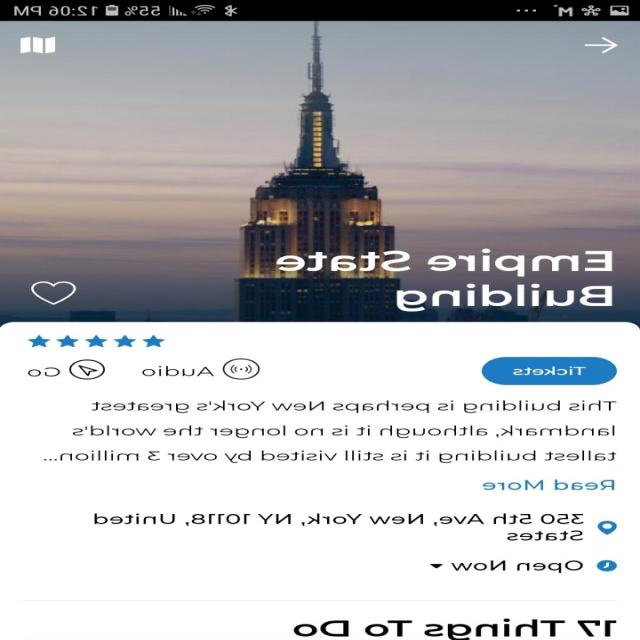 M 55% 12:06 PM
Empire State
Building
Tickets Audio Go
This building is perhaps New York's greatest
landmark, although it is no longer the world's
tallest building it is still visited by over 3 million...
Read More
350 5th Ave, New York, NY 10118, United
States
Open Now
17 Things To Do